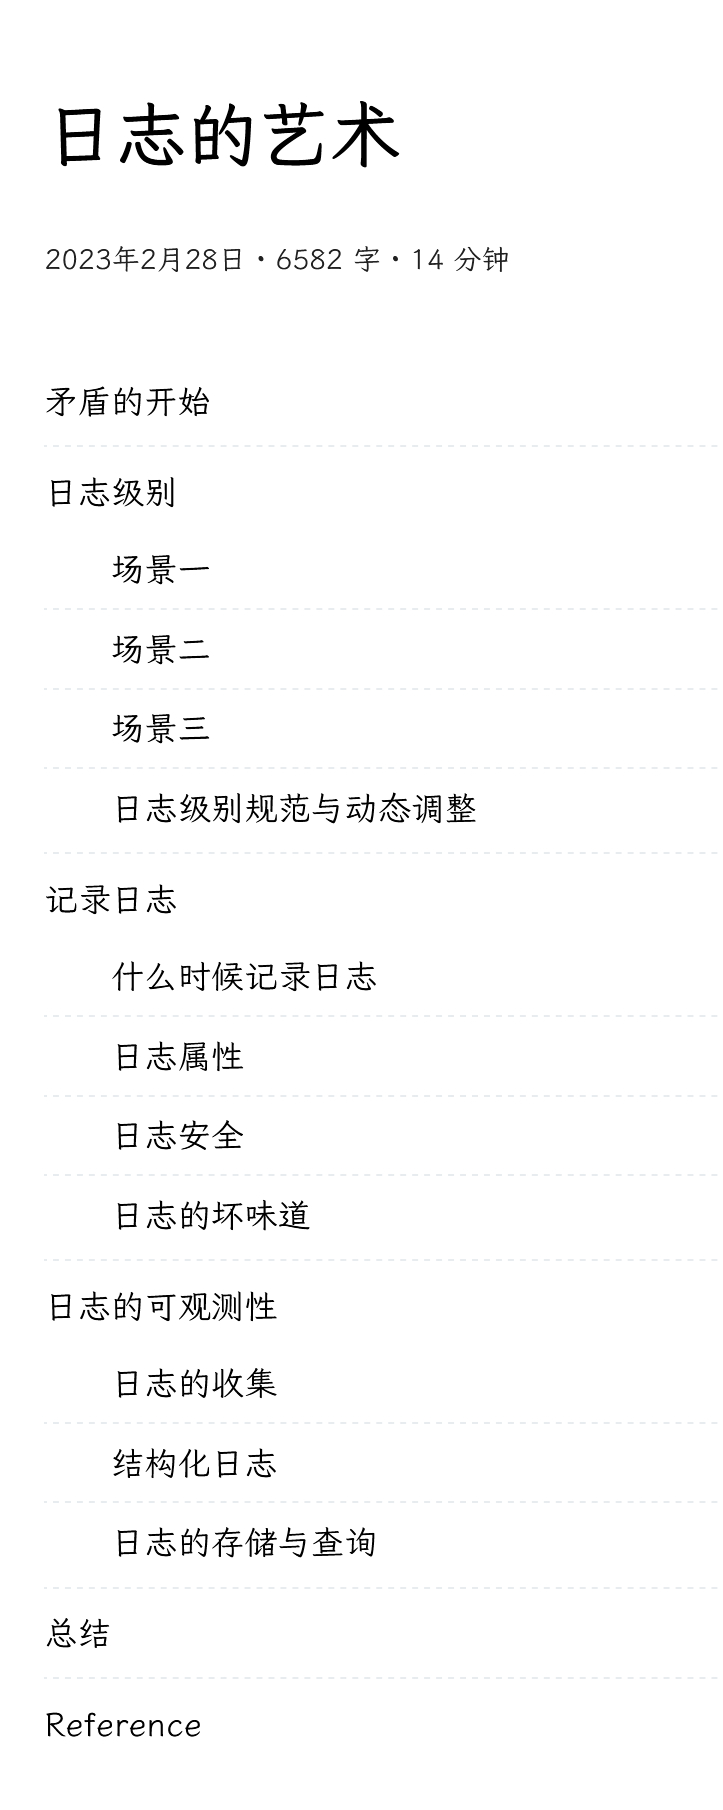 日志的艺术
2023年2月28日·6582 字·14 分钟
矛盾的开始
日志级别
场景一
场景二
场景三
日志级别规范与动态调整
记录日志
什么时候记录日志
日志属性
日志安全
日志的坏味道
日志的可观测性
日志的收集
结构化日志
日志的存储与查询
总结
Reference